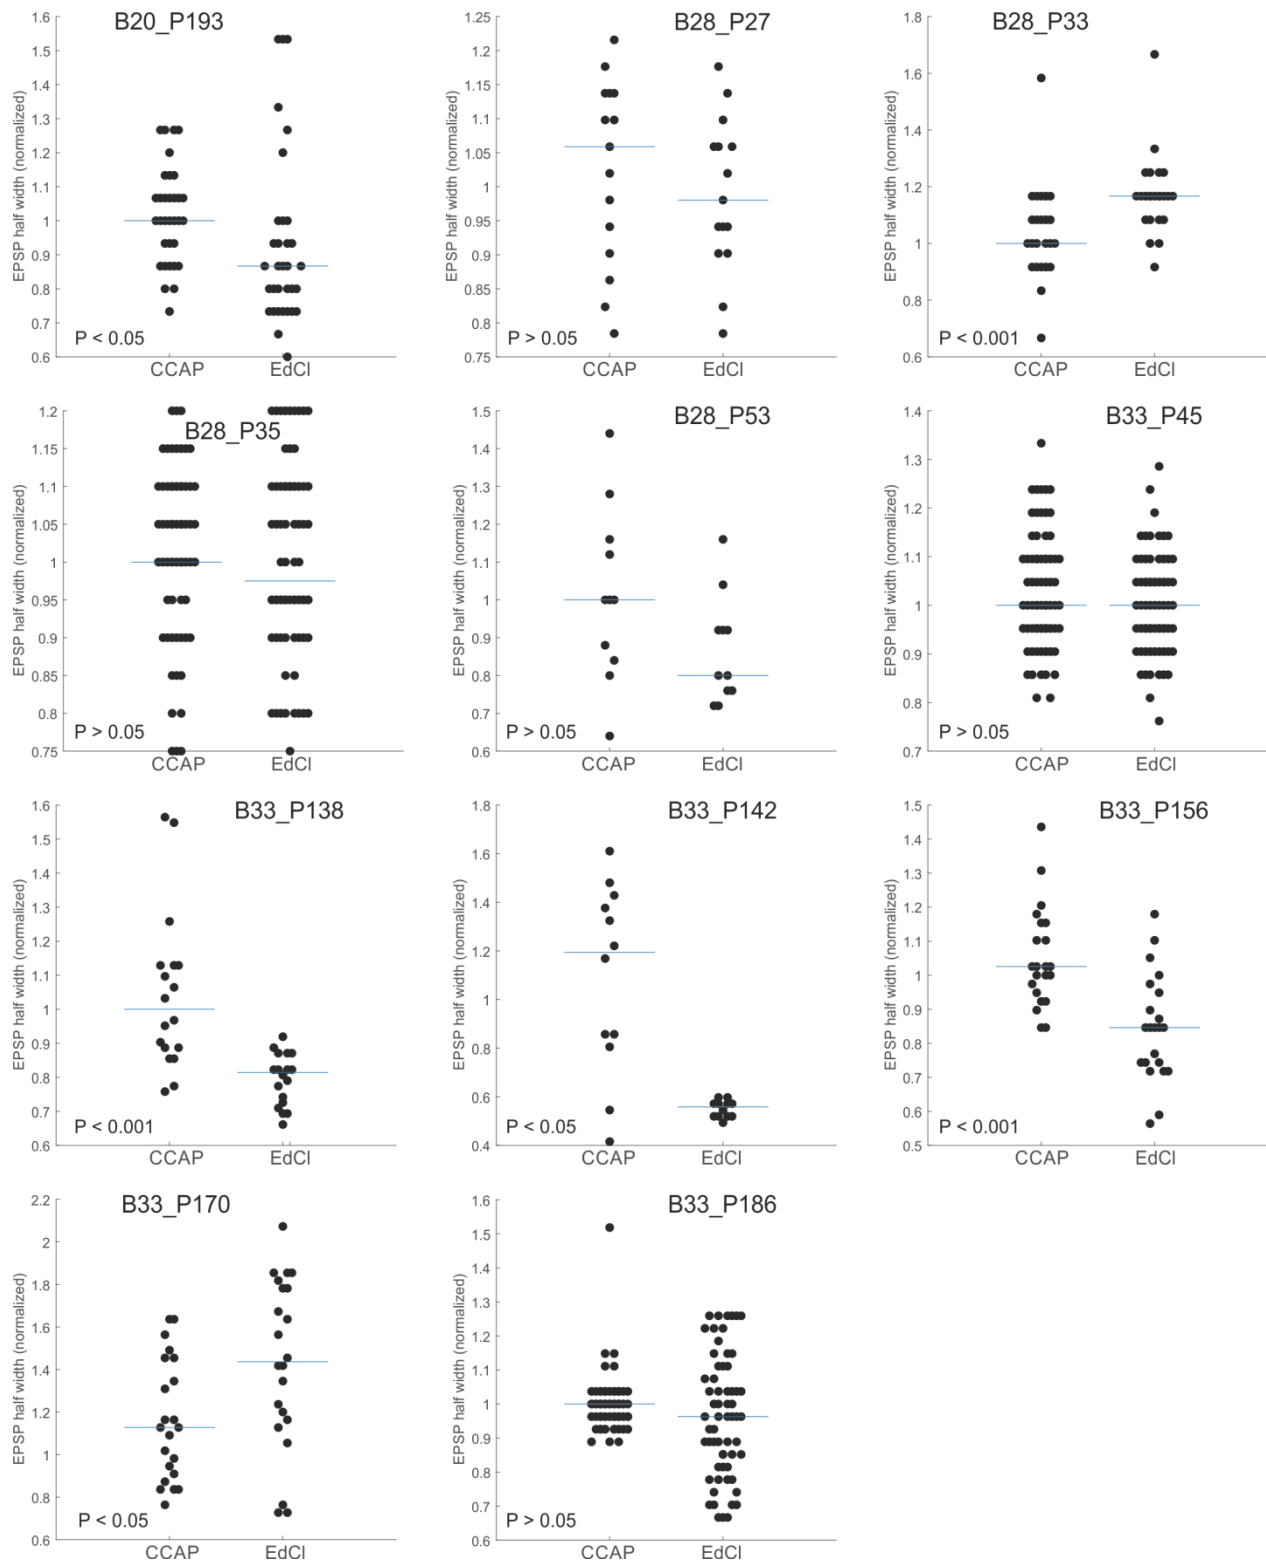 B20_P193
EPSP half width (normalized)
1.6
1.5
1.4
1.3
1.2
1.1
1
0.9
0.8
0.7
0.6
P < 0.05
CCAP EdCl
B28_P27
EPSP half width (normalized)
1.25
1.2
1.15
1.1
1.05
1
0.95
0.9
0.85
0.8
0.75
P > 0.05
CCAP EdCl
B28_P33
EPSP half width (normalized)
1.8
1.6
1.4
1.2
1
0.8
0.6
P < 0.001
CCAP EdCl
B28_P35
EPSP half width (normalized)
1.2
1.15
1.1
1.05
1
0.95
0.9
0.85
0.8
0.75
P > 0.05
CCAP EdCl
B28_P53
EPSP half width (normalized)
1.5
1.4
1.3
1.2
1.1
1
0.9
0.8
0.7
0.6
P > 0.05
CCAP EdCl
B33_P45
EPSP half width (normalized)
1.4
1.3
1.2
1.1
1
0.9
0.8
0.7
P > 0.05
CCAP EdCl
B33_P138
EPSP half width (normalized)
1.6
1.5
1.4
1.3
1.2
1.1
1
0.9
0.8
0.7
0.6
P < 0.001
CCAP EdCl
B33_P142
EPSP half width (normalized)
1.8
1.6
1.4
1.2
1
0.8
0.6
0.4
P < 0.05
CCAP EdCl
B33_P156
EPSP half width (normalized)
1.5
1.4
1.3
1.2
1.1
1
0.9
0.8
0.7
0.6
0.5
P < 0.001
CCAP EdCl
B33_P170
EPSP half width (normalized)
2.2
2
1.8
1.6
1.4
1.2
1
0.8
0.6
P < 0.05
CCAP EdCl
B33_P186
EPSP half width (normalized)
1.6
1.5
1.4
1.3
1.2
1.1
1
0.9
0.8
0.7
0.6
P > 0.05
CCAP EdCl